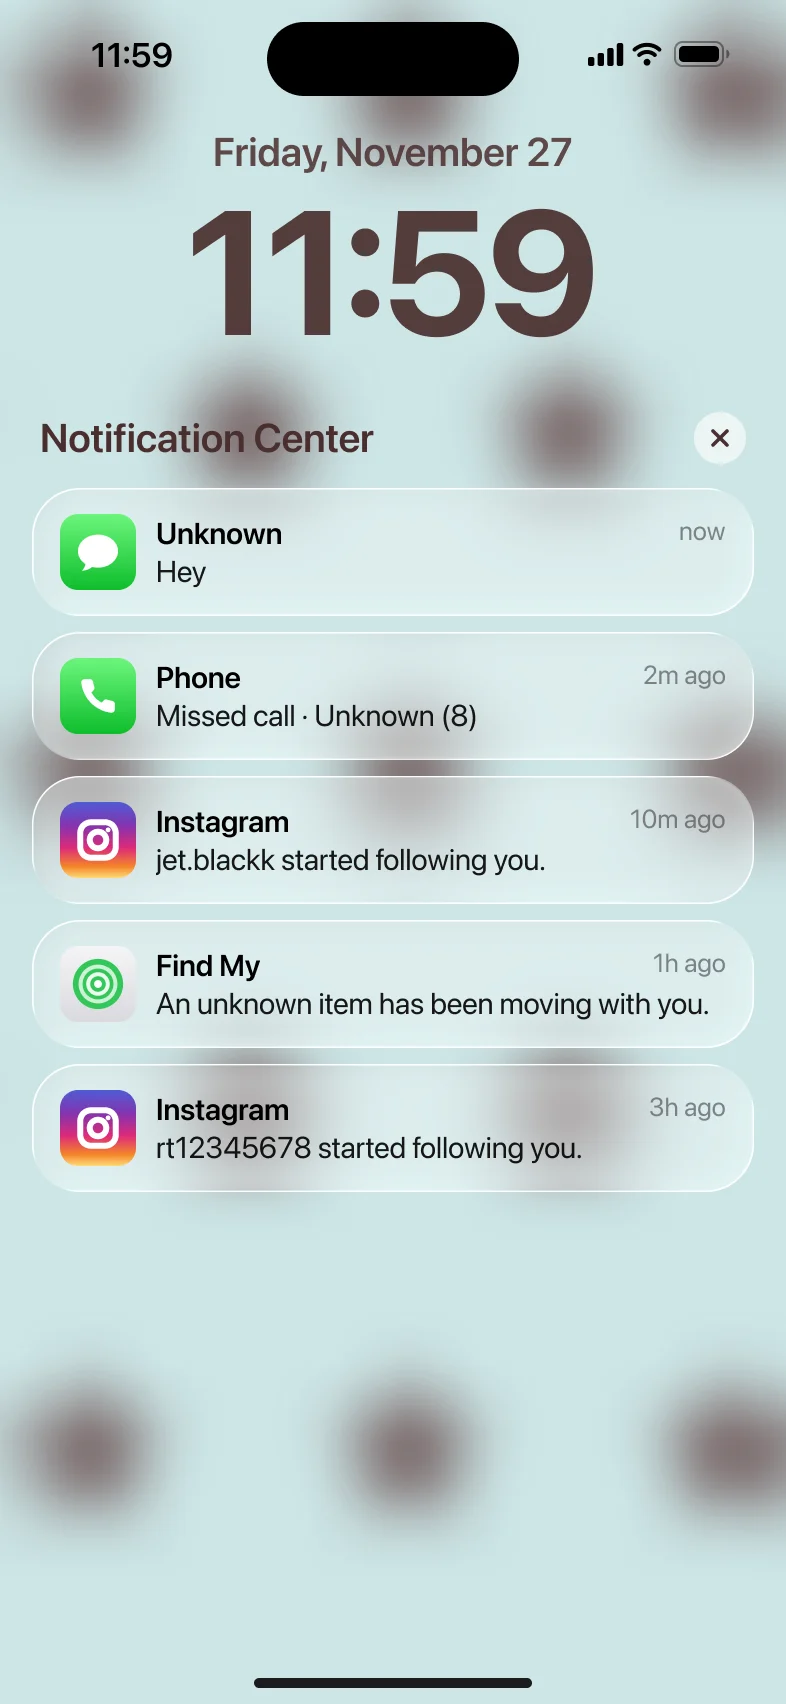 11:59
Friday, November 27
11:59
Notification Center
Unknown
now
Hey
Phone
2m ago
Missed call · Unknown (8)
Instagram
10m ago
jet.blackk started following you.
Find My
1h ago
An unknown item has been moving with you.
Instagram
3h ago
rt12345678 started following you.